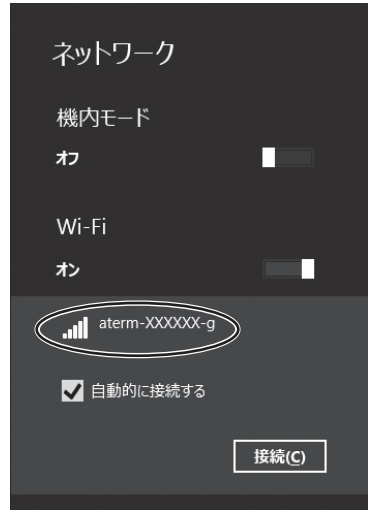 ネットワーク
機内モード
オフ
Wi-Fi
オン
aterm-XXXXXX-g
自動的に接続する
接続(C)